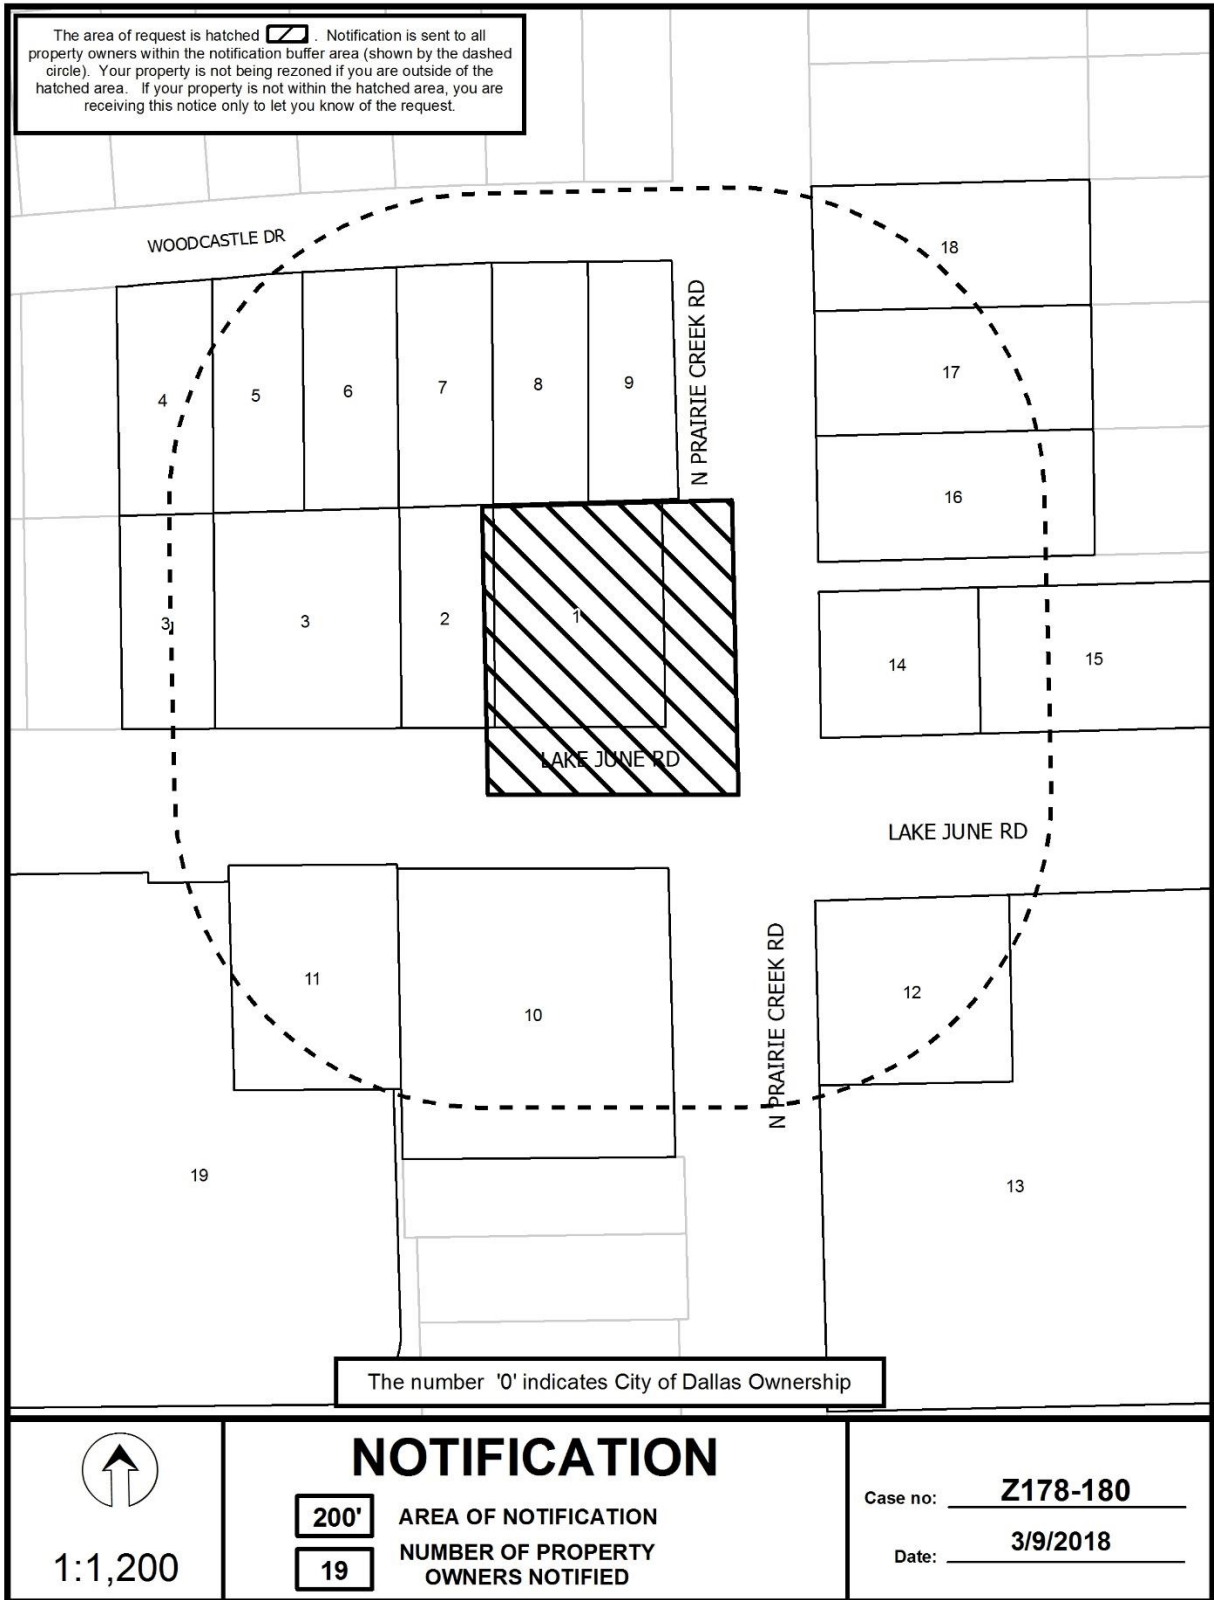 The area of request is hatched . Notification is sent to all
property owners within the notification buffer area (shown by the dashed
circle). Your property is not being rezoned if you are outside of the
hatched area. If your property is not within the hatched area, you are
receiving this notice only to let you know of the request.
WOODCASTLE DR
18
N PRAIRIE CREEK RD
17
4
5
6
7
8
9
16
3
3
2
1
14
15
LAKE JUNE RD
LAKE JUNE RD
11
10
12
N PRAIRIE CREEK RD
19
13
The number '0' indicates City of Dallas Ownership
1:1,200
NOTIFICATION
200' AREA OF NOTIFICATION
19 NUMBER OF PROPERTY
OWNERS NOTIFIED
Case no: Z178-180
Date: 3/9/2018